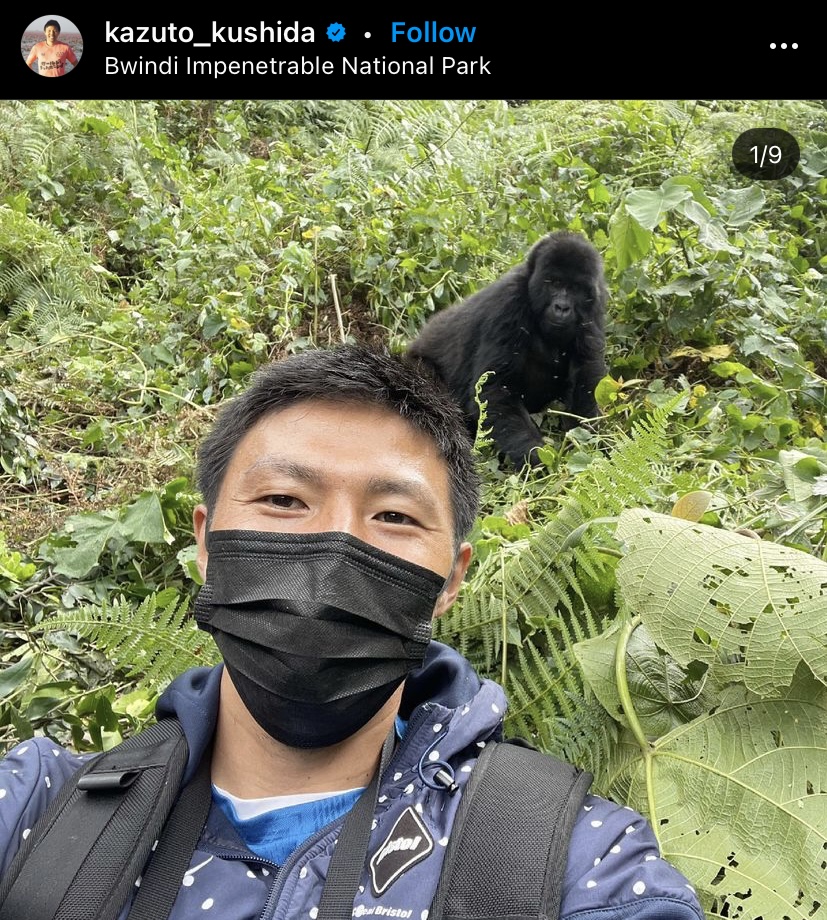 kazuto_kushida • Follow
Bwindi Impenetrable National Park
1/9
Bristol